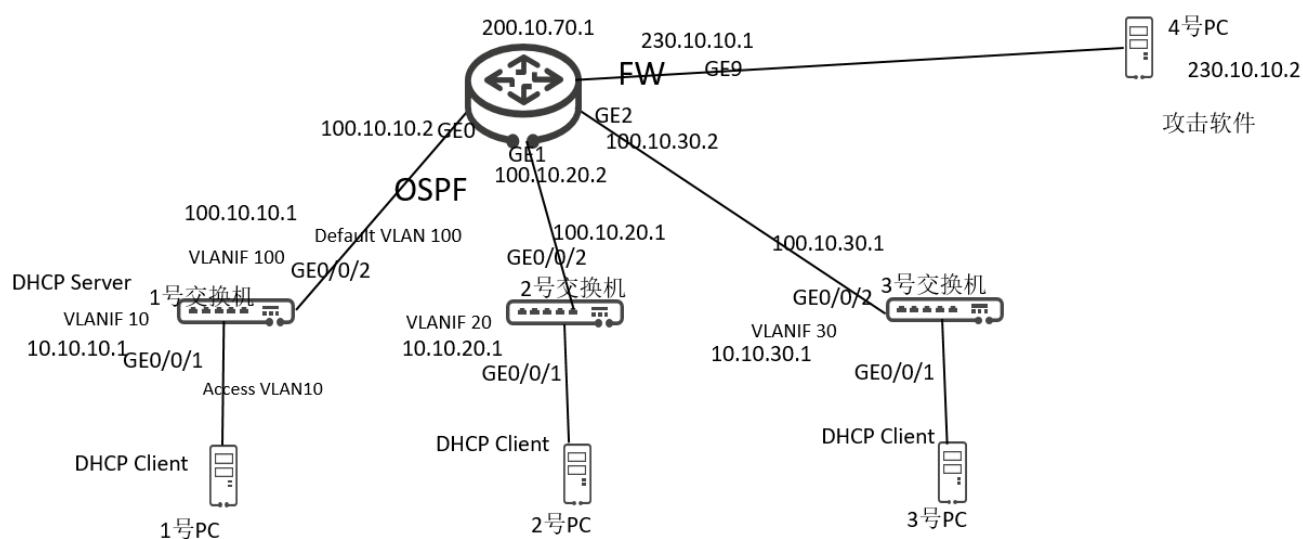 200.10.70.1
230.10.10.1
4号PC
FW
GE9
230.10.10.2
攻击软件
100.10.10.2
GE0
GE1
GE2
100.10.30.2
100.10.20.2
OSPF
100.10.10.1
Default VLAN 100
100.10.20.1
100.10.30.1
VLANIF 100
GE0/0/2
GE0/0/2
GE0/0/2
DHCP Server
1号交换机
2号交换机
3号交换机
VLANIF 10
VLANIF 20
VLANIF 30
10.10.10.1
10.10.20.1
10.10.30.1
GE0/0/1
GE0/0/1
GE0/0/1
Access VLAN10
DHCP Client
DHCP Client
DHCP Client
1号PC
2号PC
3号PC